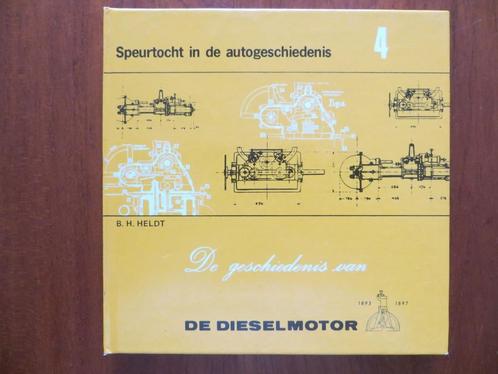 Speurtocht in de autogeschiedenis
4
B. H. HELDT
De geschiedenis van
1893 1897
DE DIESELMOTOR